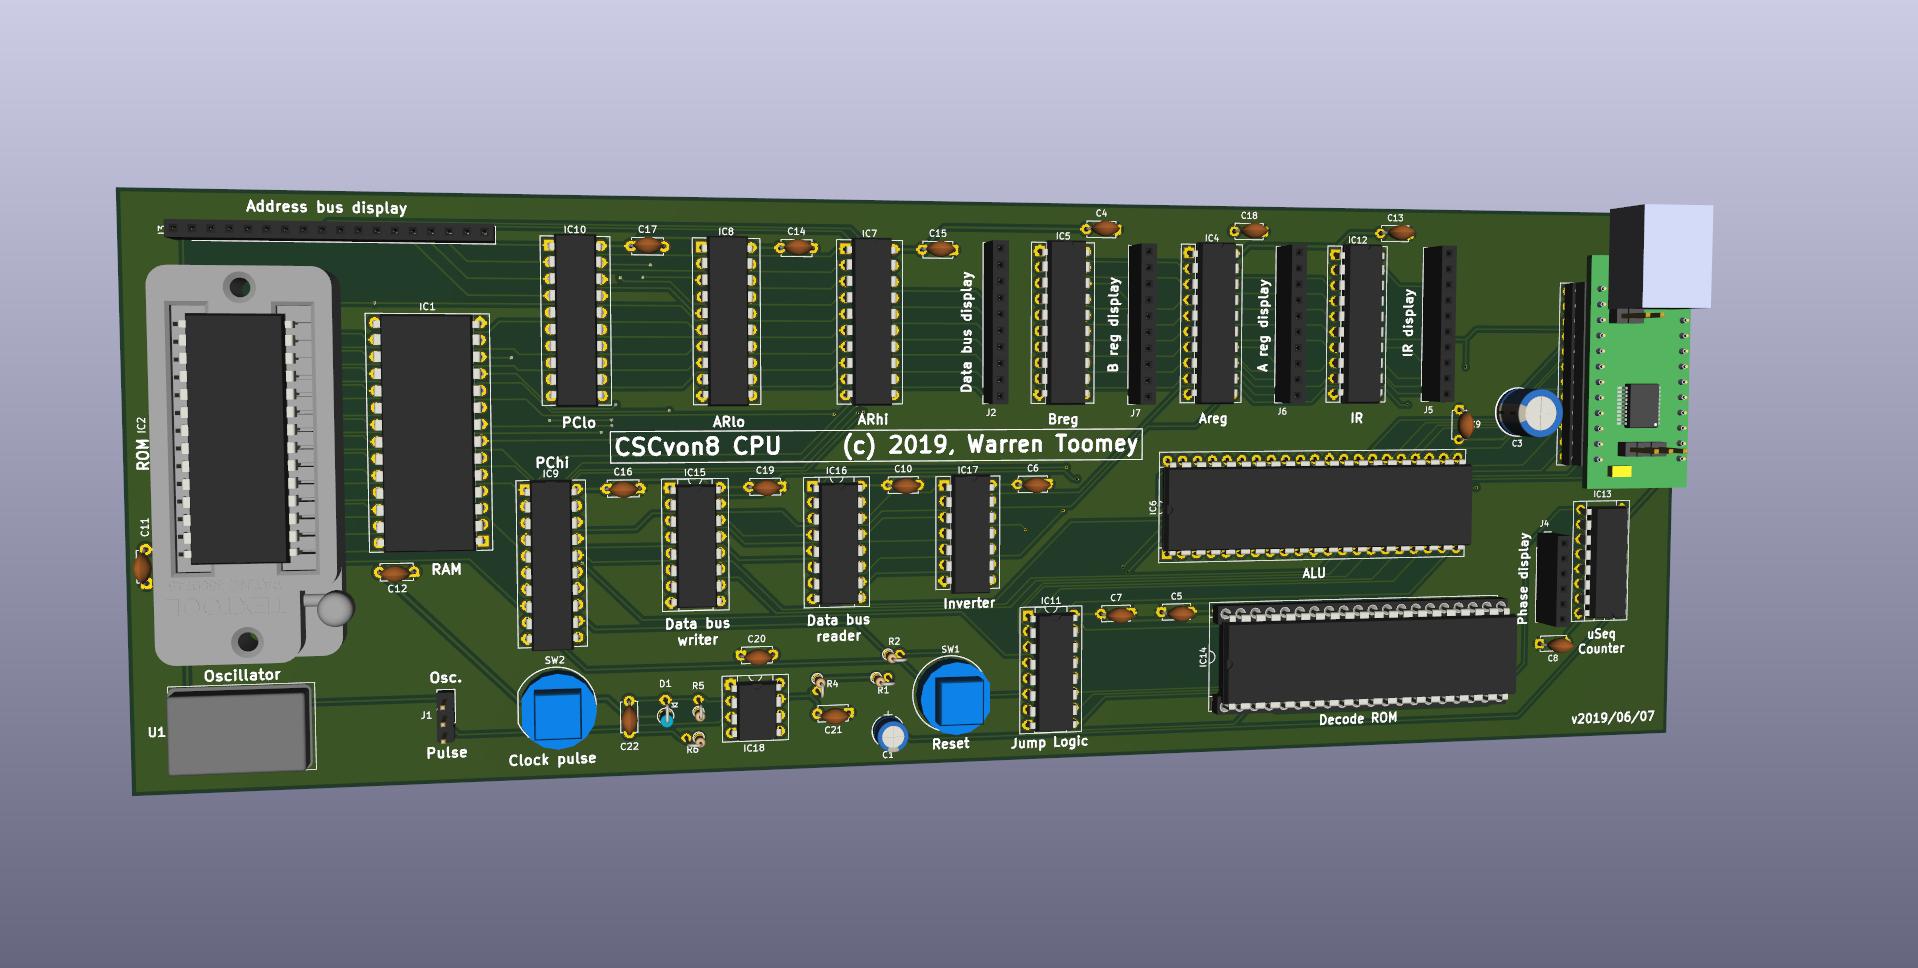 Address bus display
J3
IC10
C17
IC8
C14
IC7
C15
C4
IC5
C18
IC4
C13
IC12
Data bus display
B reg display
A reg display
IR display
J2
J7
J6
J5
PClo
ARlo
ARhi
Breg
Areg
IR
C9
C3
IC1
ROM IC2
C11
C12
RAM
CSCvon8 CPU (c) 2019, Warren Toomey
PChi
IC9
C16
IC15
C19
IC16
C10
IC17
C6
IC6
ALU
IC13
J4
Phase display
uSeq
Counter
C8
TEXTOOL
Inverter
Data bus
writer
Data bus
reader
IC11
C7
C5
IC14
Decode ROM
Oscillator
U1
Osc.
J1
Pulse
SW2
Clock pulse
C22
D1
R5
R6
C20
IC18
R4
C21
R2
R1
C1
SW1
Reset
Jump Logic
v2019/06/07